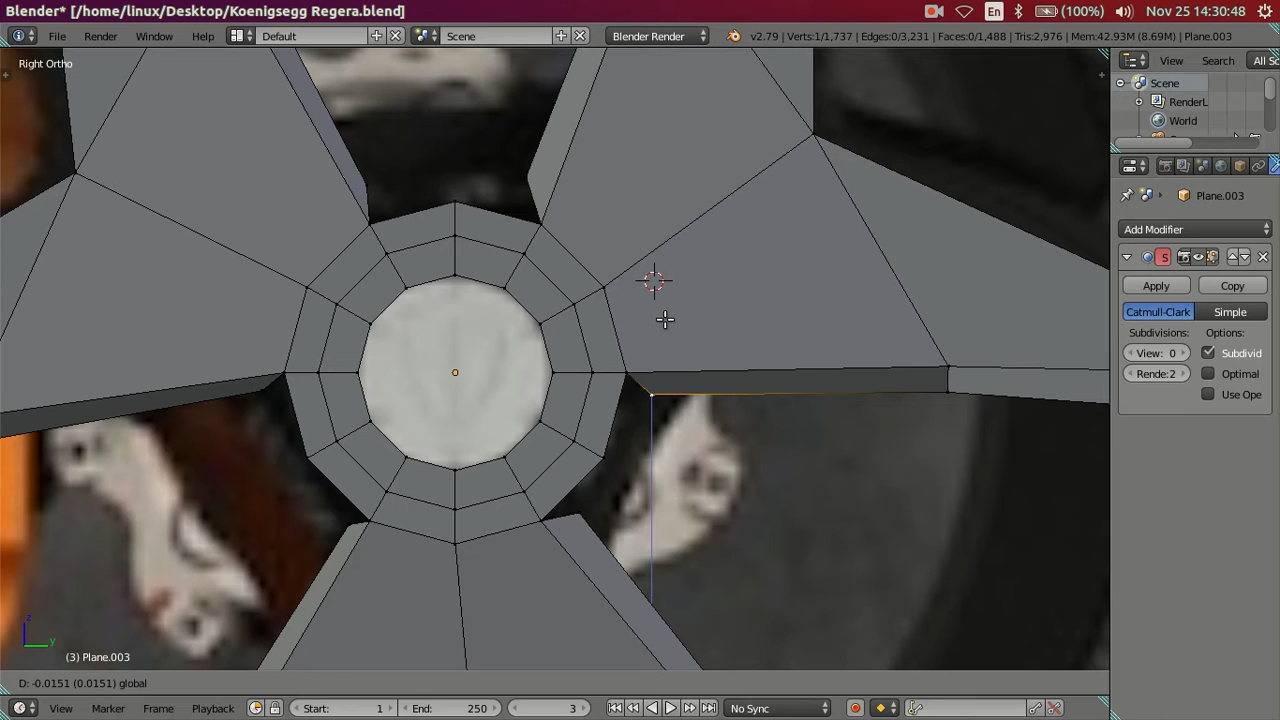 Blender* [/home/linux/Desktop/Koenigsegg Regera.blend]
En (100%) Nov 25 14:30:48
File Render Window Help Default Scene Blender Render v2.79 | Verts:1/1,737 | Edges:0/3,231 | Faces:0/1,488 | Tris:2,976 | Mem:42.93M (8.69M) | Plane.003
Right Ortho
View Search All Sc
Scene
RenderL
World
Plane.003
Add Modifier
S
Apply Copy
Catmull-Clark Simple
Subdivisions: Options:
View: 0 Subdivid
Rende:2 Optimal
Use Ope
z
y
(3) Plane.003
D: -0.0151 (0.0151) global
View Marker Frame Playback Start: 1 End: 250 3 No Sync